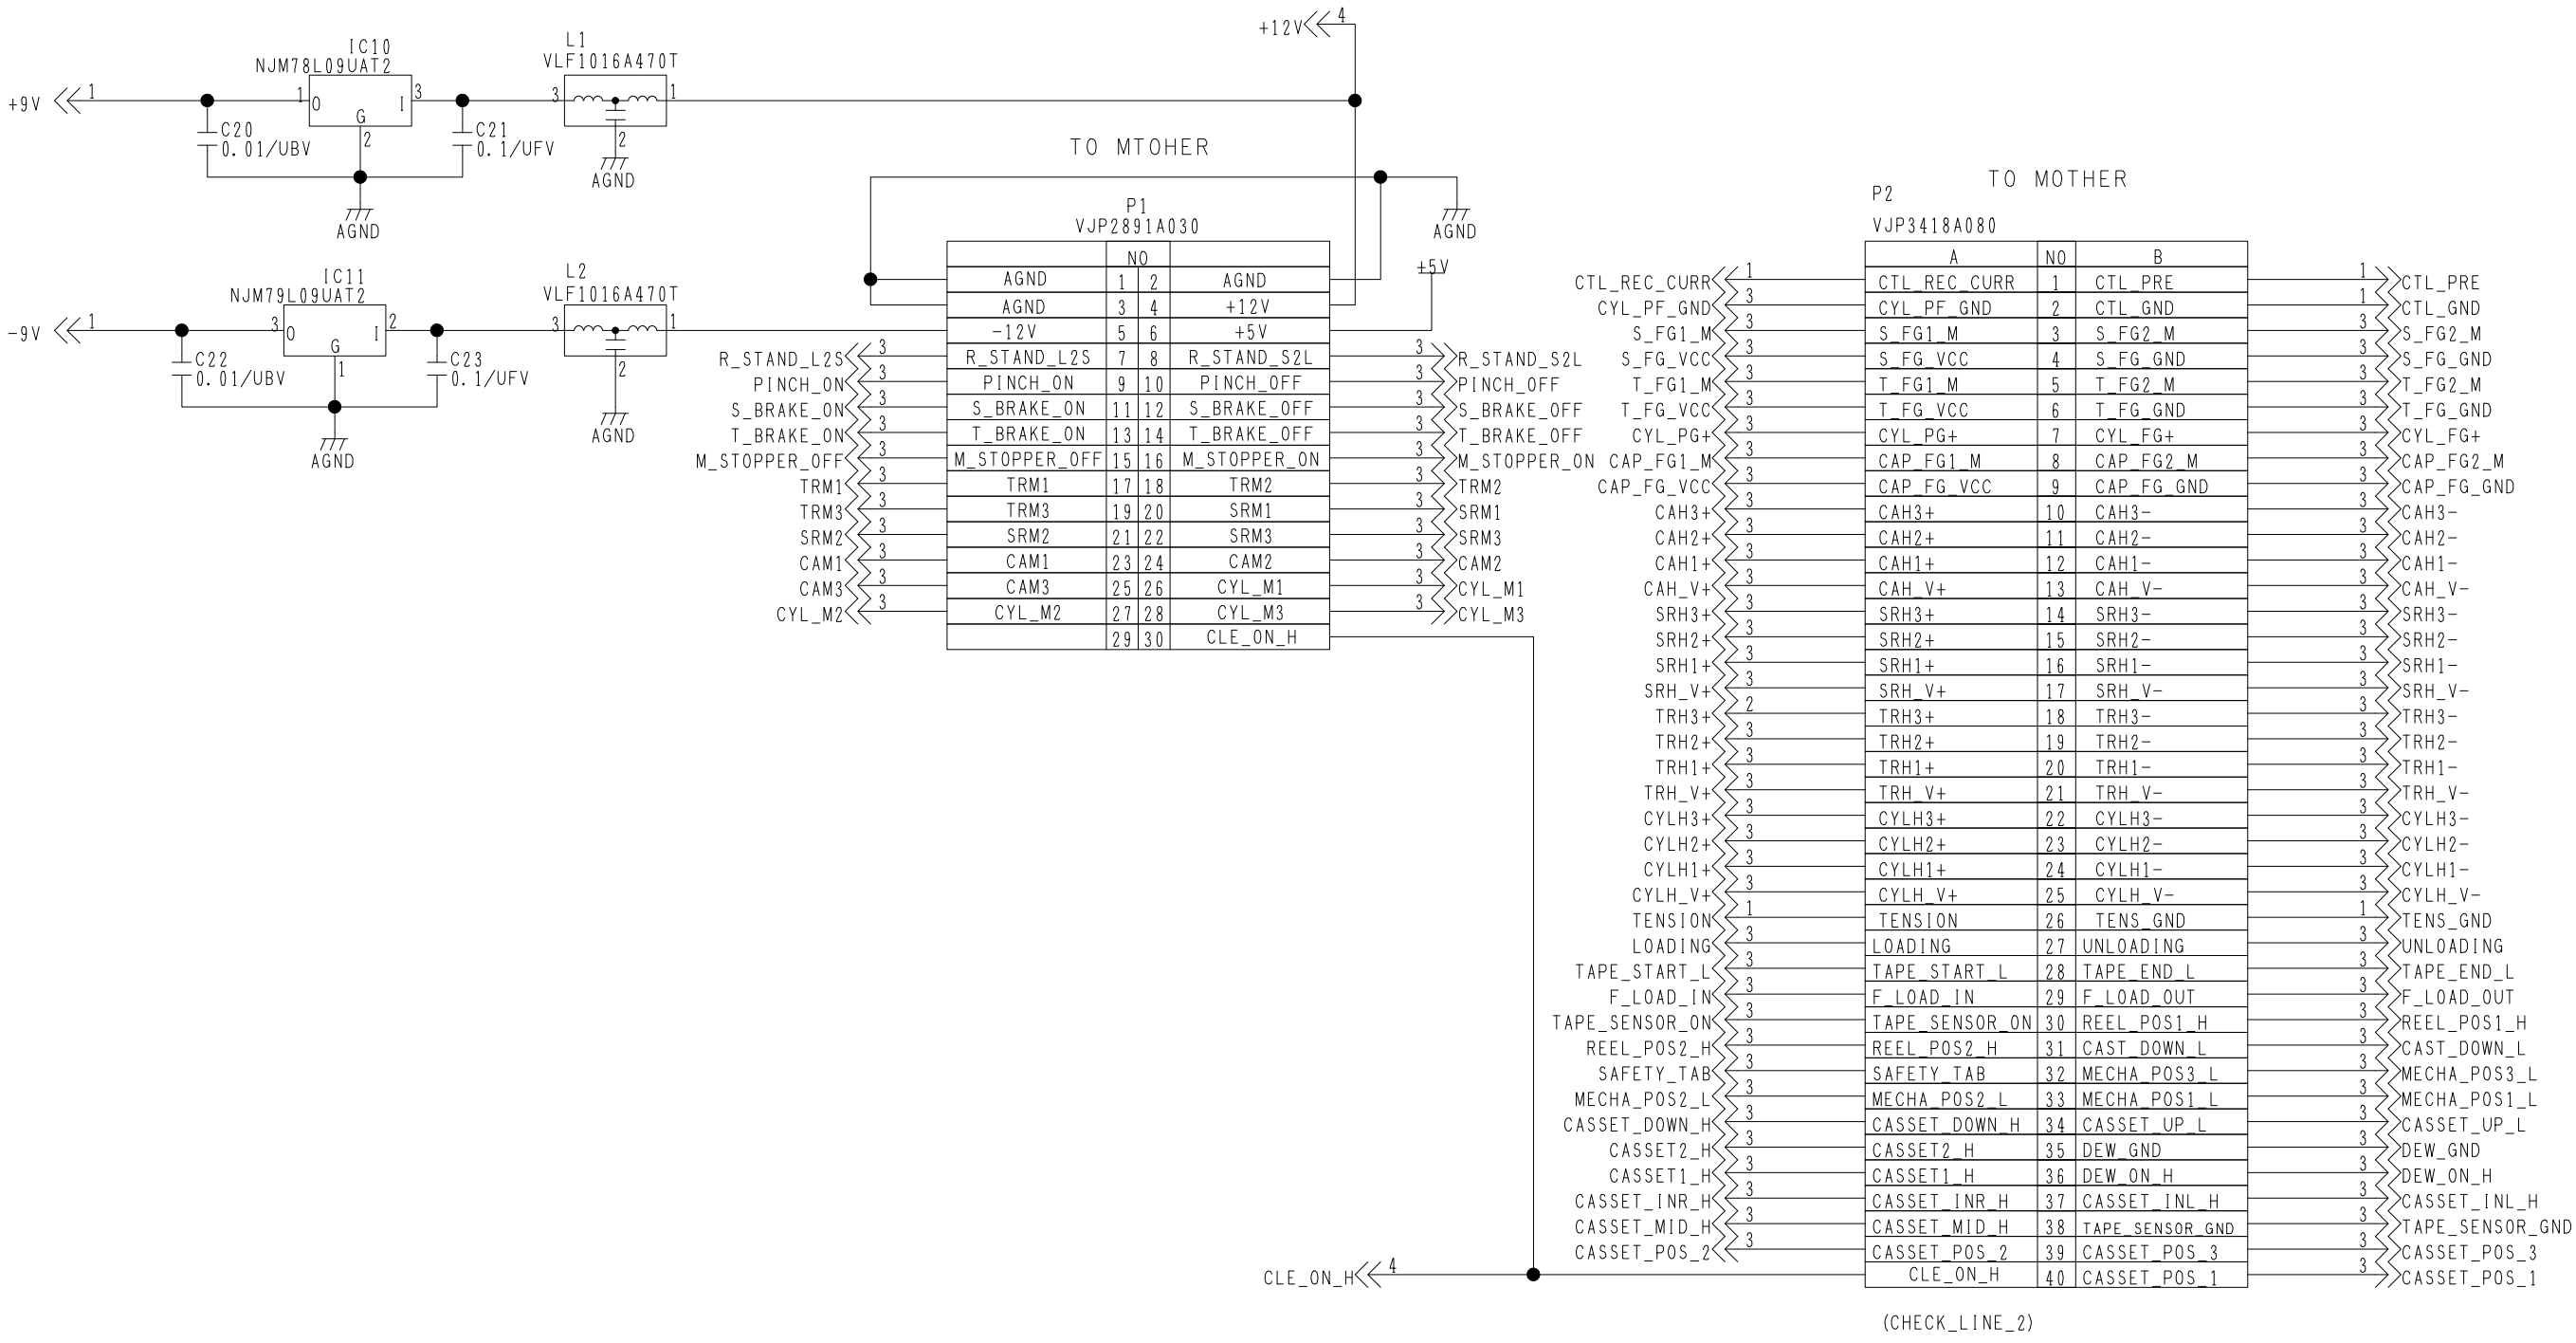 +12V 4
IC10
NJM78L09UAT2
L1
VLF1016A470T
+9V 1 1 O I 3 3 1
G
2
C20
0.01/UBV
C21
0.1/UFV
2
AGND
AGND
IC11
NJM79L09UAT2
L2
VLF1016A470T
-9V 1 3 O I 2 3 1
G
1
C22
0.01/UBV
C23
0.1/UFV
2
AGND
AGND
TO MTOHER
P1
VJP2891A030
AGND
+5V
NO
AGND 1 2 AGND
AGND 3 4 +12V
-12V 5 6 +5V
R_STAND_L2S 3 R_STAND_L2S 7 8 R_STAND_S2L 3 R_STAND_S2L
PINCH_ON 3 PINCH_ON 9 10 PINCH_OFF 3 PINCH_OFF
S_BRAKE_ON 3 S_BRAKE_ON 11 12 S_BRAKE_OFF 3 S_BRAKE_OFF
T_BRAKE_ON 3 T_BRAKE_ON 13 14 T_BRAKE_OFF 3 T_BRAKE_OFF
M_STOPPER_OFF 3 M_STOPPER_OFF 15 16 M_STOPPER_ON 3 M_STOPPER_ON
TRM1 3 TRM1 17 18 TRM2 3 TRM2
TRM3 3 TRM3 19 20 SRM1 3 SRM1
SRM2 3 SRM2 21 22 SRM3 3 SRM3
CAM1 3 CAM1 23 24 CAM2 3 CAM2
CAM3 3 CAM3 25 26 CYL_M1 3 CYL_M1
CYL_M2 3 CYL_M2 27 28 CYL_M3 3 CYL_M3
29 30 CLE_ON_H
TO MOTHER
P2
VJP3418A080
A NO B
CTL_REC_CURR 1 CTL_REC_CURR 1 CTL_PRE 1 CTL_PRE
CYL_PF_GND 3 CYL_PF_GND 2 CTL_GND 1 CTL_GND
S_FG1_M 3 S_FG1_M 3 S_FG2_M 3 S_FG2_M
S_FG_VCC 3 S_FG_VCC 4 S_FG_GND 3 S_FG_GND
T_FG1_M 3 T_FG1_M 5 T_FG2_M 3 T_FG2_M
T_FG_VCC 3 T_FG_VCC 6 T_FG_GND 3 T_FG_GND
CYL_PG+ 3 CYL_PG+ 7 CYL_FG+ 3 CYL_FG+
CAP_FG1_M 3 CAP_FG1_M 8 CAP_FG2_M 3 CAP_FG2_M
CAP_FG_VCC 3 CAP_FG_VCC 9 CAP_FG_GND 3 CAP_FG_GND
CAH3+ 3 CAH3+ 10 CAH3- 3 CAH3-
CAH2+ 3 CAH2+ 11 CAH2- 3 CAH2-
CAH1+ 3 CAH1+ 12 CAH1- 3 CAH1-
CAH_V+ 3 CAH_V+ 13 CAH_V- 3 CAH_V-
SRH3+ 3 SRH3+ 14 SRH3- 3 SRH3-
SRH2+ 3 SRH2+ 15 SRH2- 3 SRH2-
SRH1+ 3 SRH1+ 16 SRH1- 3 SRH1-
SRH_V+ 3 SRH_V+ 17 SRH_V- 3 SRH_V-
TRH3+ 2 TRH3+ 18 TRH3- 3 TRH3-
TRH2+ 3 TRH2+ 19 TRH2- 3 TRH2-
TRH1+ 3 TRH1+ 20 TRH1- 3 TRH1-
TRH_V+ 3 TRH_V+ 21 TRH_V- 3 TRH_V-
CYLH3+ 3 CYLH3+ 22 CYLH3- 3 CYLH3-
CYLH2+ 3 CYLH2+ 23 CYLH2- 3 CYLH2-
CYLH1+ 3 CYLH1+ 24 CYLH1- 3 CYLH1-
CYLH_V+ 3 CYLH_V+ 25 CYLH_V- 3 CYLH_V-
TENSION 1 TENSION 26 TENS_GND 1 TENS_GND
LOADING 3 LOADING 27 UNLOADING 3 UNLOADING
TAPE_START_L 3 TAPE_START_L 28 TAPE_END_L 3 TAPE_END_L
F_LOAD_IN 3 F_LOAD_IN 29 F_LOAD_OUT 3 F_LOAD_OUT
TAPE_SENSOR_ON 3 TAPE_SENSOR_ON 30 REEL_POS1_H 3 REEL_POS1_H
REEL_POS2_H 3 REEL_POS2_H 31 CAST_DOWN_L 3 CAST_DOWN_L
SAFETY_TAB 3 SAFETY_TAB 32 MECHA_POS3_L 3 MECHA_POS3_L
MECHA_POS2_L 3 MECHA_POS2_L 33 MECHA_POS1_L 3 MECHA_POS1_L
CASSET_DOWN_H 3 CASSET_DOWN_H 34 CASSET_UP_L 3 CASSET_UP_L
CASSET2_H 3 CASSET2_H 35 DEW_GND 3 DEW_GND
CASSET1_H 3 CASSET1_H 36 DEW_ON_H 3 DEW_ON_H
CASSET_INR_H 3 CASSET_INR_H 37 CASSET_INL_H 3 CASSET_INL_H
CASSET_MID_H 3 CASSET_MID_H 38 TAPE_SENSOR_GND 3 TAPE_SENSOR_GND
CASSET_POS_2 3 CASSET_POS_2 39 CASSET_POS_3 3 CASSET_POS_3
CLE_ON_H 4 CLE_ON_H 40 CASSET_POS_1 3 CASSET_POS_1
(CHECK_LINE_2)